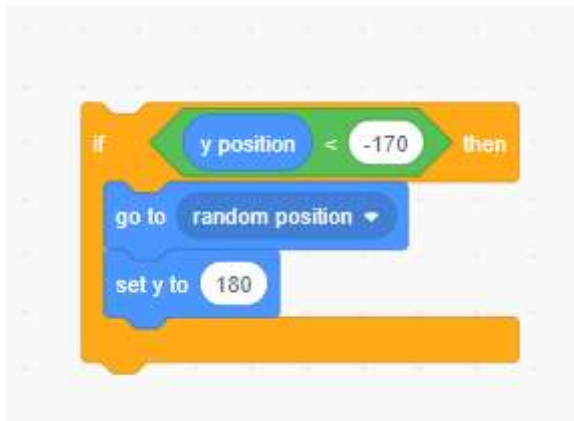 if y position < -170 then
go to random position
set y to 180